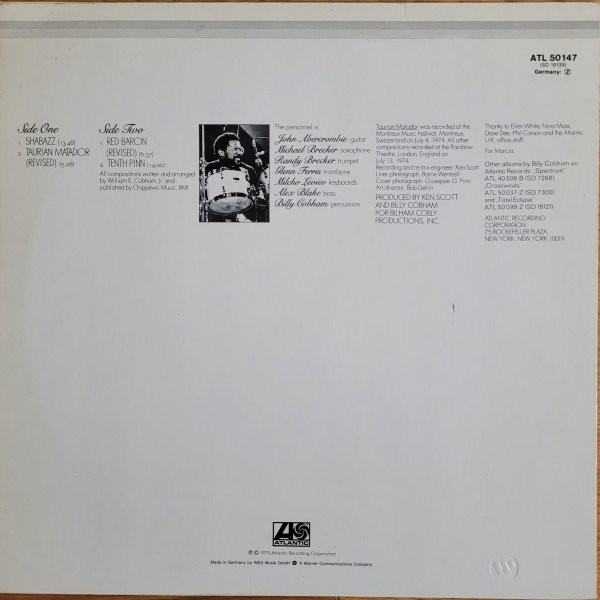 ATL 50147
(SD 18139)
Germany: Z
Side One
1. SHABAZZ (13:48)
2. TAURIAN MATADOR
(REVISED) (5:28)
Side Two
1. RED BARON
(REVISED) (6:37)
2. TENTH PINN (14:00)
All compositions written and arranged
by William E. Cobham, Jr. and
published by Chippewa Music, BMI.
The personnel is
John Abercrombie guitar
Michael Brecker saxophone
Randy Brecker trumpet
Glenn Ferris trombone
Milcho Leviev keyboards
Alex Blake bass
Billy Cobham percussion
Taurian Matador was recorded at the
Montreux Music Festival, Montreux,
Switzerland on July 4, 1974. All other
compositions recorded at the Rainbow
Theatre, London, England on
July 13, 1974.
Recording and re-mix engineer: Ken Scott
Liner photograph: Barrie Wentzell
Cover photograph: Giuseppe G. Pino
Art director: Bob Defrin
PRODUCED BY KEN SCOTT
AND BILLY COBHAM
FOR BILHAM COBLY
PRODUCTIONS, INC.
Thanks to Ellen White, Nina Moss,
Dave Dee, Phil Carson and the Atlantic
U.K. office staff.
For Marcia
Other albums by Billy Cobham on
Atlantic Records: „Spectrum"
ATL 40 506-B (SD 7268),
„Crosswinds"
ATL 50 037-Z (SD 7300)
and „Total Eclipse"
ATL 50 098-Z (SD 18121)
ATLANTIC RECORDING
CORPORATION
75 ROCKEFELLER PLAZA,
NEW YORK, NEW YORK 10019
ATLANTIC
℗ © 1975 Atlantic Recording Corporation
Made in Germany by WEA Musik GmbH A Warner Communications Company.